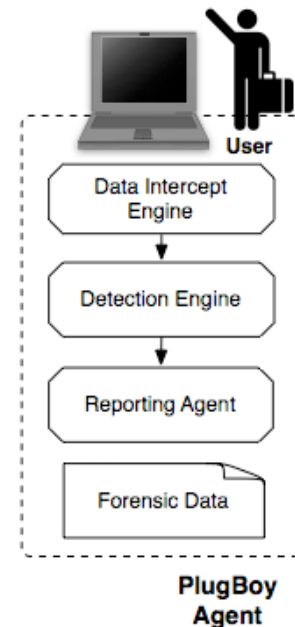 User
Data Intercept
Engine
Detection Engine
Reporting Agent
Forensic Data
PlugBoy
Agent